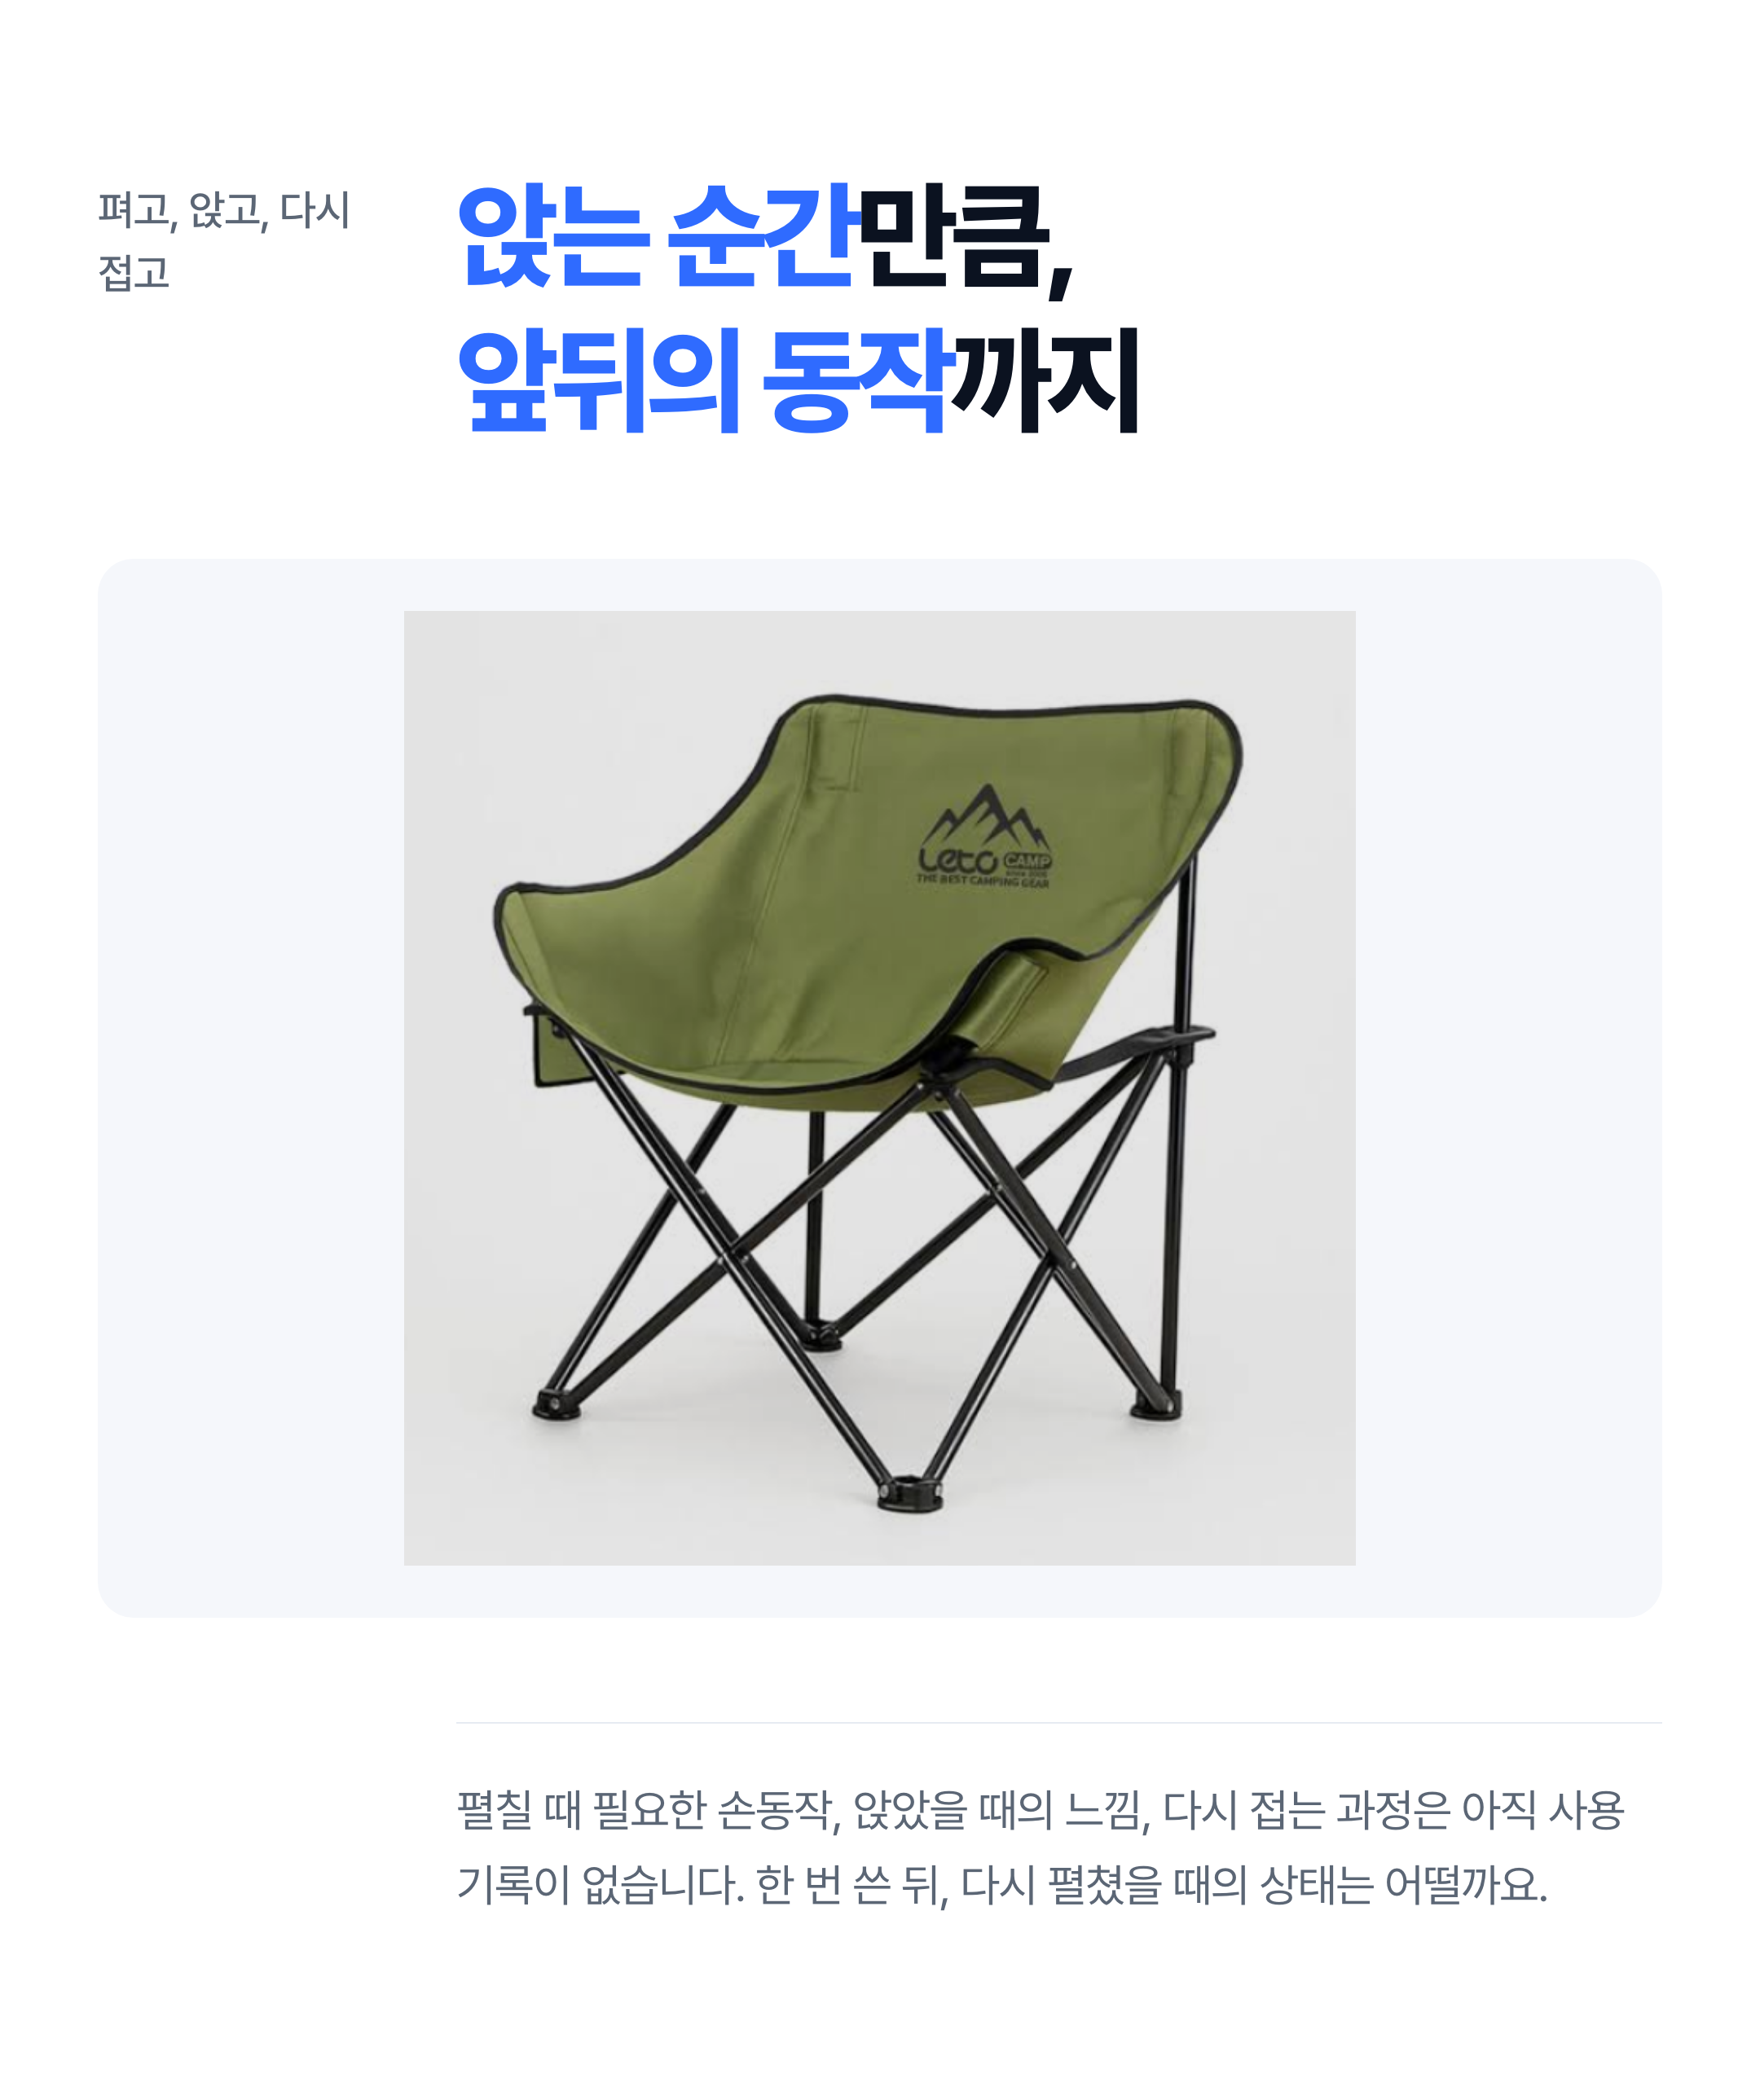 펴고, 앉고, 다시
접고
앉는 순간만큼,
앞뒤의 동작까지
Leto CAMP
since 2006
THE BEST CAMPING GEAR
펼칠 때 필요한 손동작, 앉았을 때의 느낌, 다시 접는 과정은 아직 사용
기록이 없습니다. 한 번 쓴 뒤, 다시 펼쳤을 때의 상태는 어떨까요.